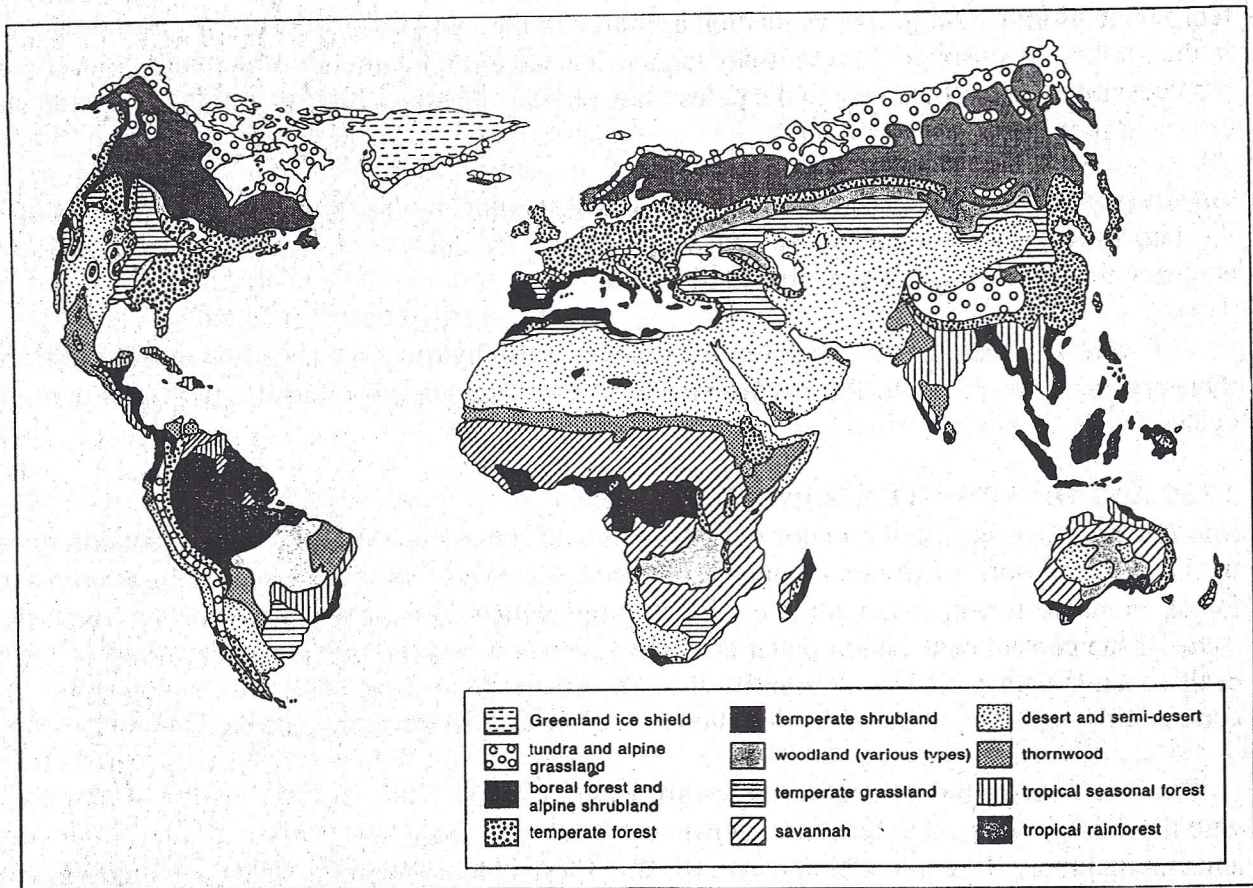 Greenland ice shield
tundra and alpine
grassland
boreal forest and
alpine shrubland
temperate forest
temperate shrubland
woodland (various types)
temperate grassland
savannah
desert and semi-desert
thornwood
tropical seasonal forest
tropical rainforest